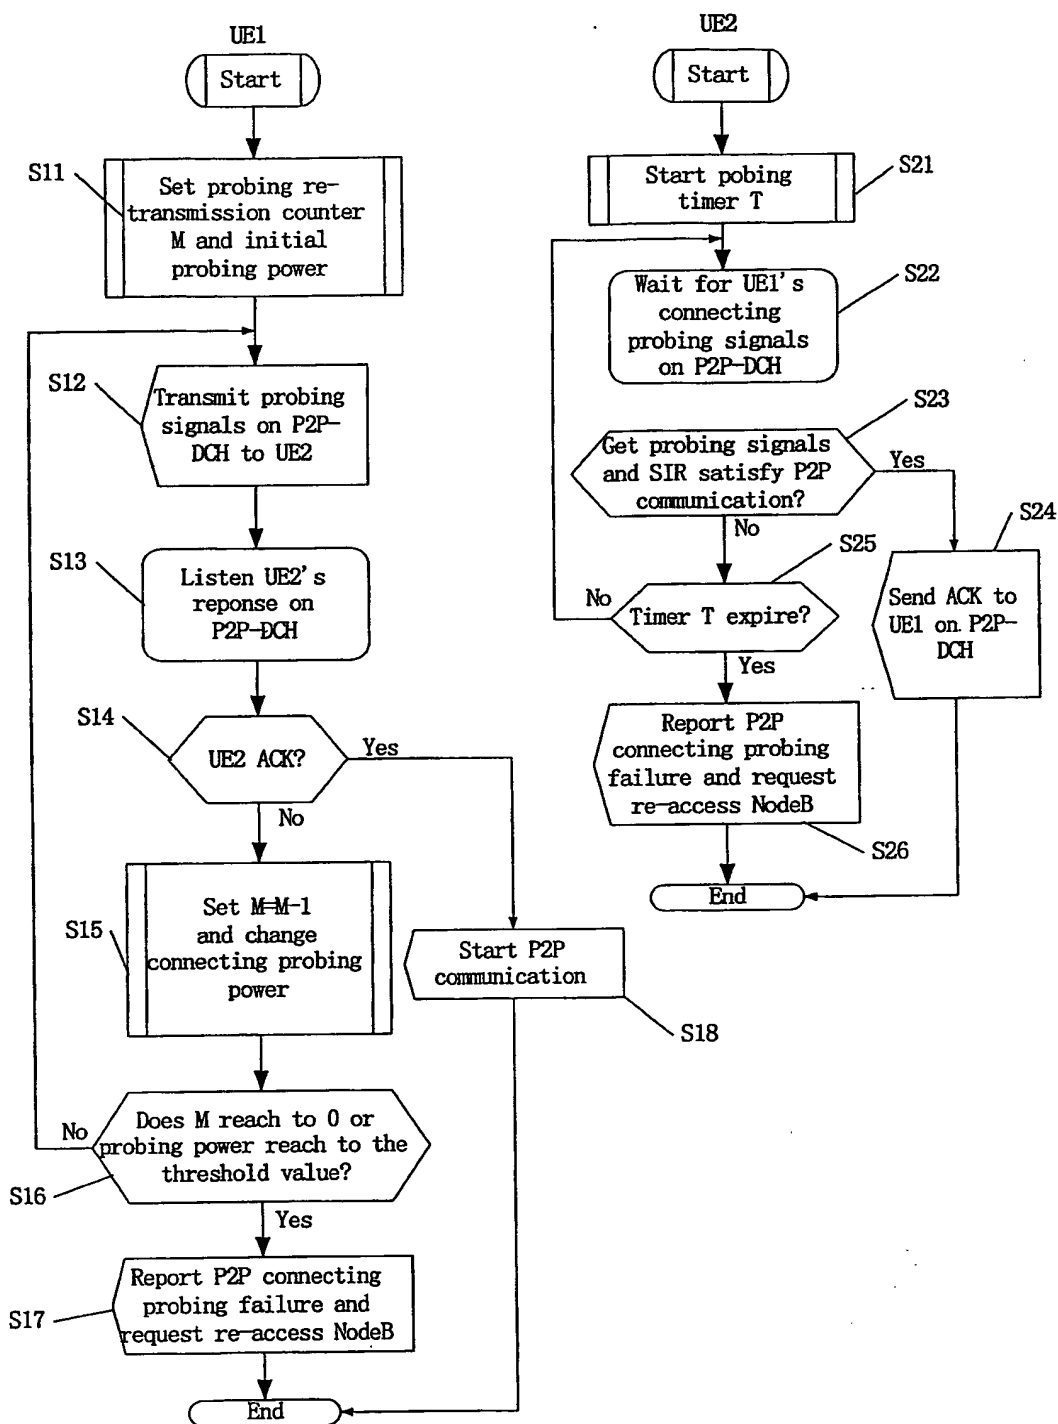 UE1
Start
S11
Set probing re-
transmission counter
M and initial
probing power
S12
Transmit probing
signals on P2P-
DCH to UE2
S13
Listen UE2's
reponse on
P2P-DCH
S14
UE2 ACK?
Yes
No
S15
Set M=M-1
and change
connecting probing
power
Start P2P
communication
S18
No
Does M reach to 0 or
probing power reach to the
threshold value?
S16
Yes
S17
Report P2P connecting
probing failure and
request re-access NodeB
End
UE2
Start
S21
Start pobing
timer T
S22
Wait for UE1's
connecting
probing signals
on P2P-DCH
S23
Get probing signals
and SIR satisfy P2P
communication?
Yes
No
S24
Send ACK to
UE1 on P2P-
DCH
S25
No
Timer T expire?
Yes
Report P2P
connecting probing
failure and request
re-access NodeB
S26
End